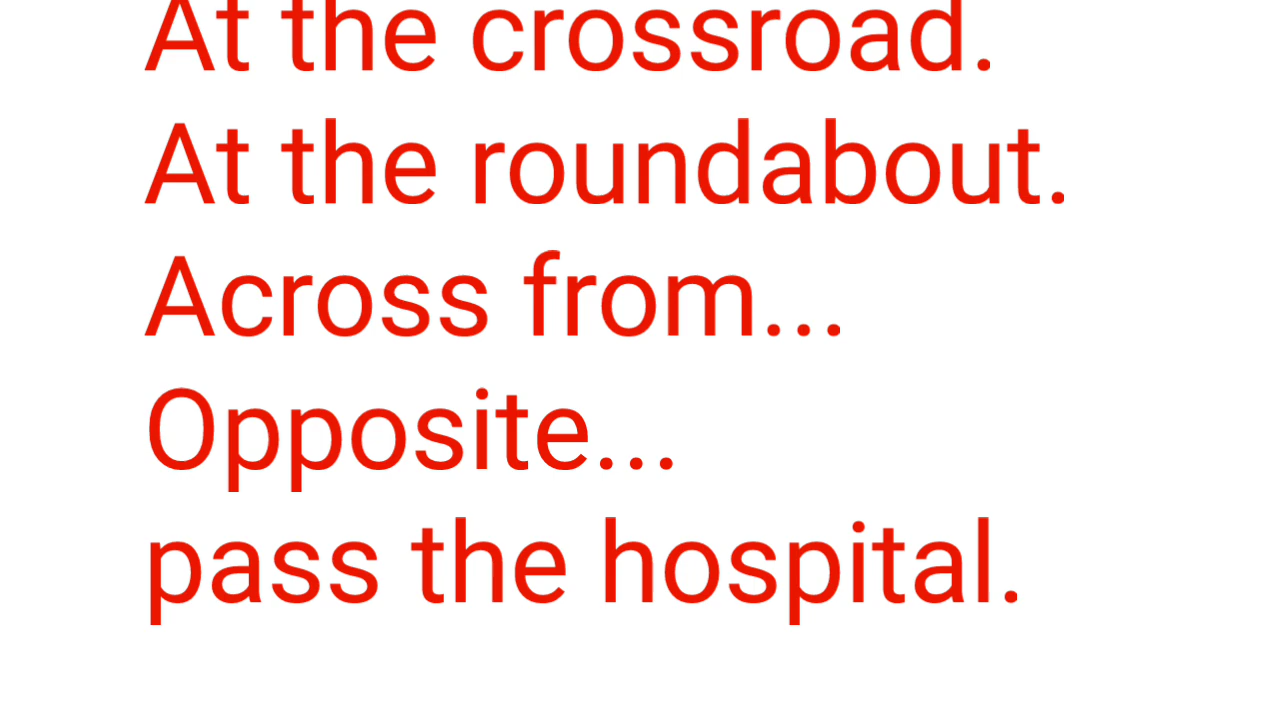 At the crossroad.
At the roundabout.
Across from...
Opposite...
pass the hospital.